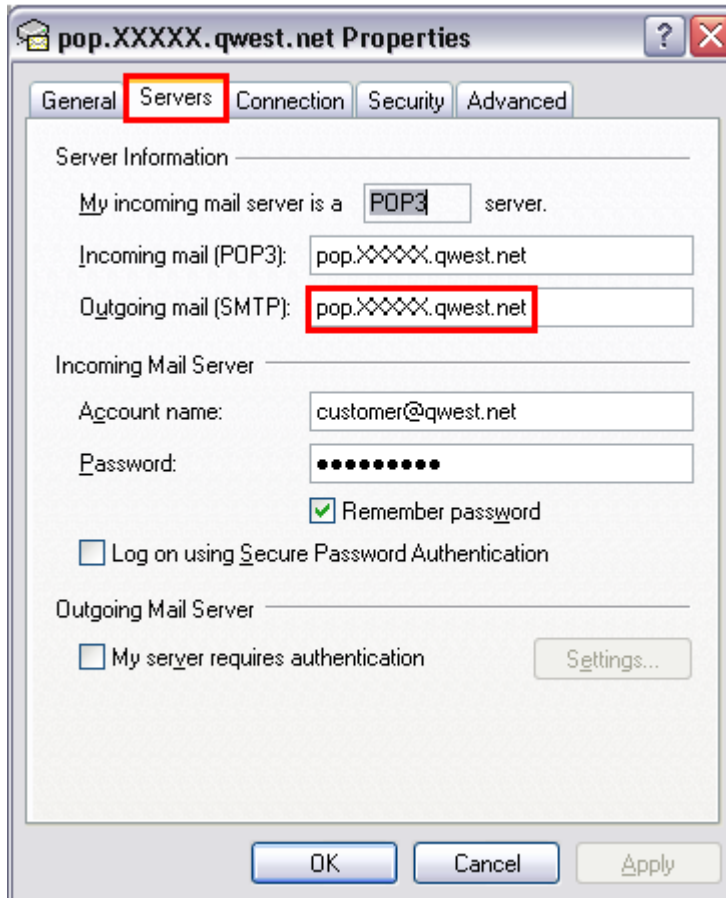 pop.XXXXX.qwest.net Properties
General Servers Connection Security Advanced
Server Information
My incoming mail server is a POP3 server.
Incoming mail (POP3): pop.XXXXX.qwest.net
Outgoing mail (SMTP): pop.XXXXX.qwest.net
Incoming Mail Server
Account name: customer@qwest.net
Password: ●●●●●●●●●
Remember password
Log on using Secure Password Authentication
Outgoing Mail Server
My server requires authentication Settings...
OK Cancel Apply